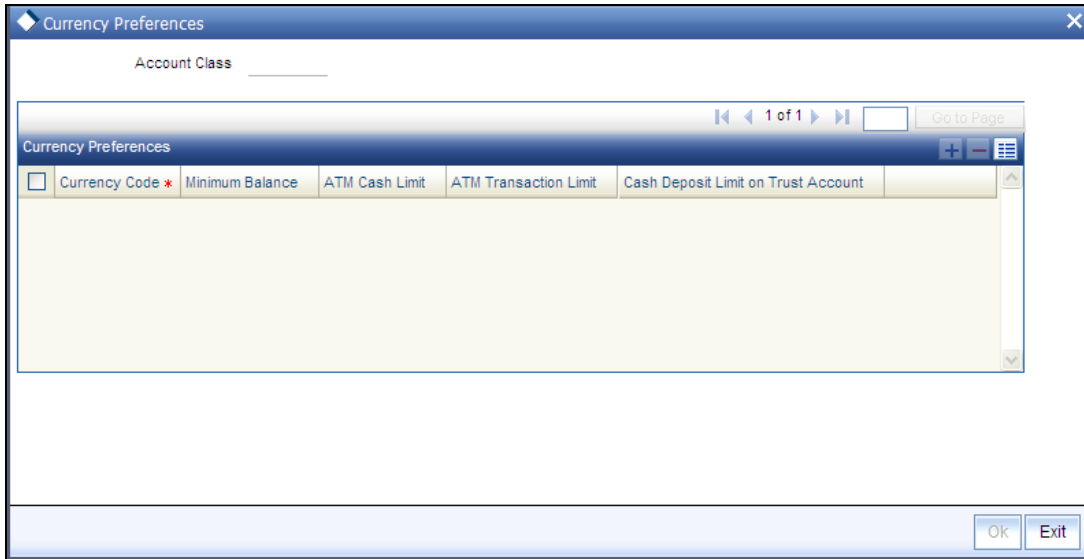 Currency Preferences
Account Class
1 of 1 Go to Page
Currency Preferences
Currency Code * Minimum Balance ATM Cash Limit ATM Transaction Limit Cash Deposit Limit on Trust Account
Ok Exit